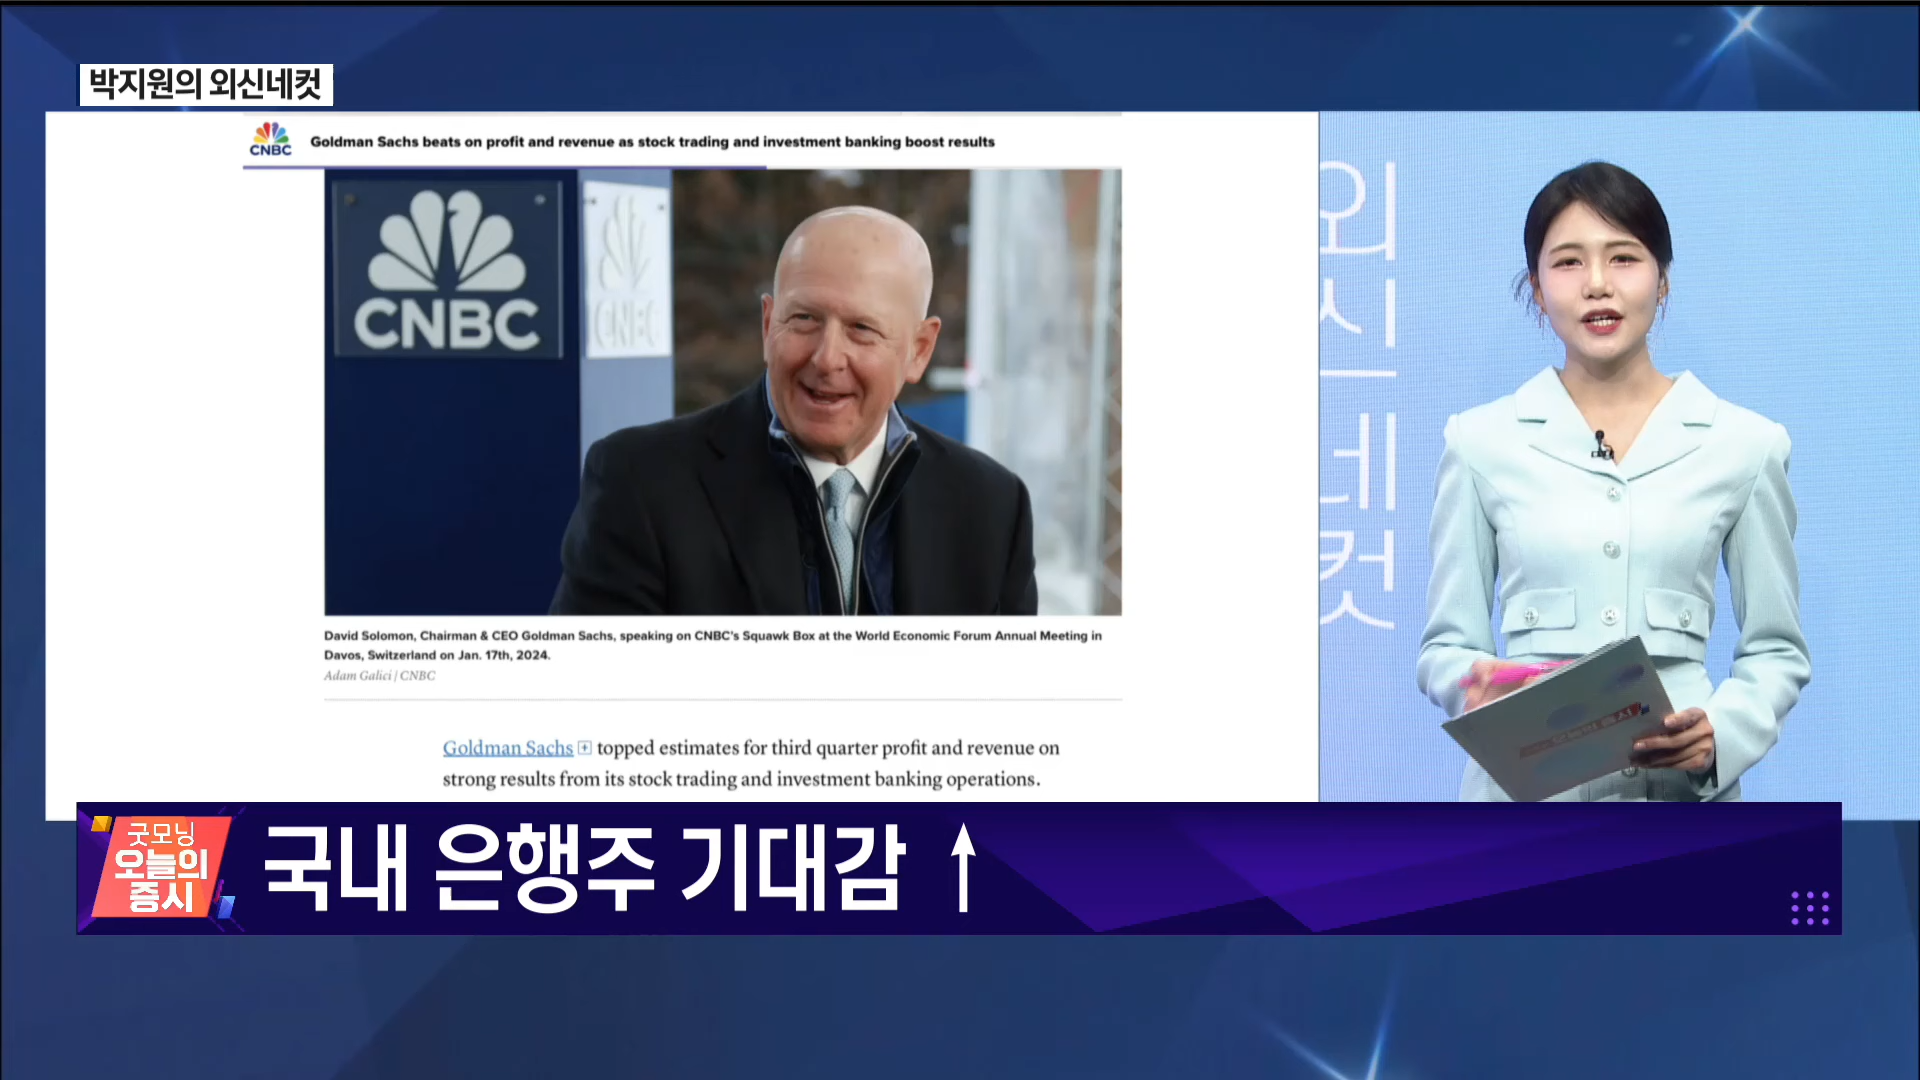 박지원의 외신네컷
CNBC
Goldman Sachs beats on profit and revenue as stock trading and investment banking boost results
CNBC
CNBC
David Solomon, Chairman & CEO Goldman Sachs, speaking on CNBC's Squawk Box at the World Economic Forum Annual Meeting in
Davos, Switzerland on Jan. 17th, 2024.
Adam Galici | CNBC
Goldman Sachs topped estimates for third quarter profit and revenue on
strong results from its stock trading and investment banking operations.
외신네컷
굿모닝
오늘의
증시
국내 은행주 기대감 ↑